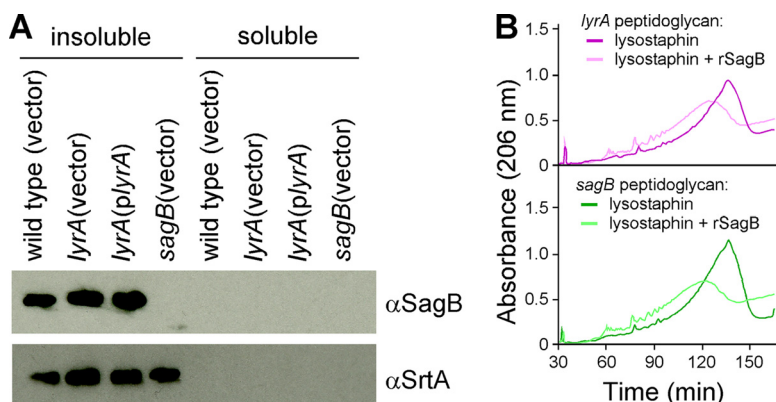 A
insoluble soluble
wild type (vector)
lyrA(vector)
lyrA(plyrA)
sagB(vector)
wild type (vector)
lyrA(vector)
lyrA(plyrA)
sagB(vector)
αSagB
αSrtA
B
lyrA peptidoglycan:
lysostaphin
lysostaphin + rSagB
1.5
1.0
0.5
0
sagB peptidoglycan:
lysostaphin
lysostaphin + rSagB
1.5
1.0
0.5
0
Absorbance (206 nm)
30 60 90 120 150
Time (min)